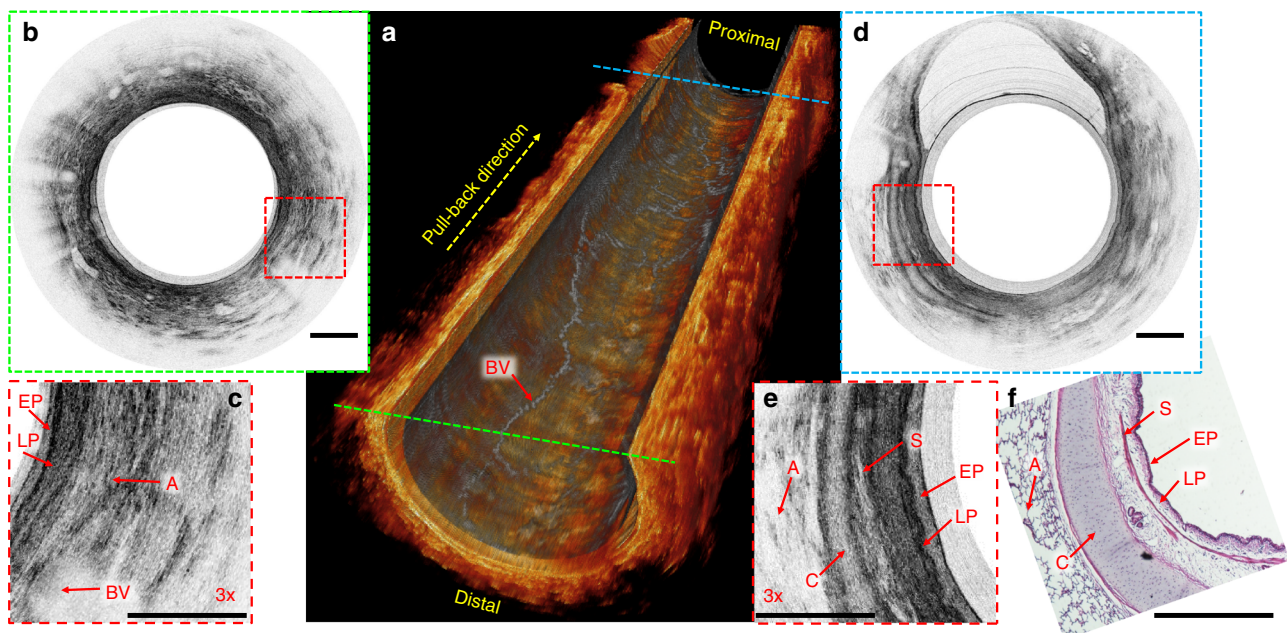 b
a
Proximal
Pull-back direction
BV
Distal
d
c
EP
LP
A
BV
3x
e
A
S
EP
LP
C
3x
f
S
EP
LP
A
C